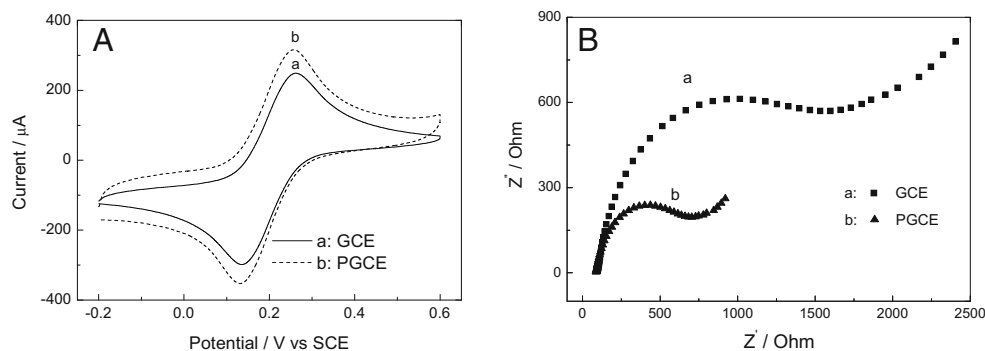 A
b
a
400
200
0
-200
-400
Current / µA
a: GCE
b: PGCE
-0.2
0.0
0.2
0.4
0.6
Potential / V vs SCE
B
900
600
300
0
Z" / Ohm
a
b
a: GCE
b: PGCE
0
500
1000
1500
2000
2500
Z' / Ohm